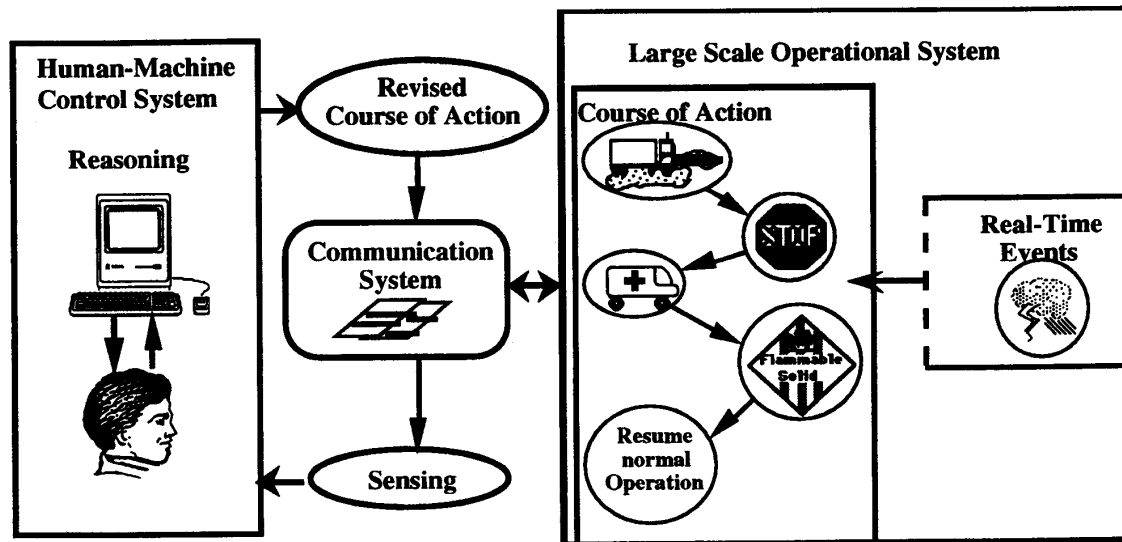 Human-Machine
Control System
Reasoning
Revised
Course of Action
Communication
System
Sensing
Large Scale Operational System
Course of Action
STOP
Flammable
Solid
Resume
normal
Operation
Real-Time
Events